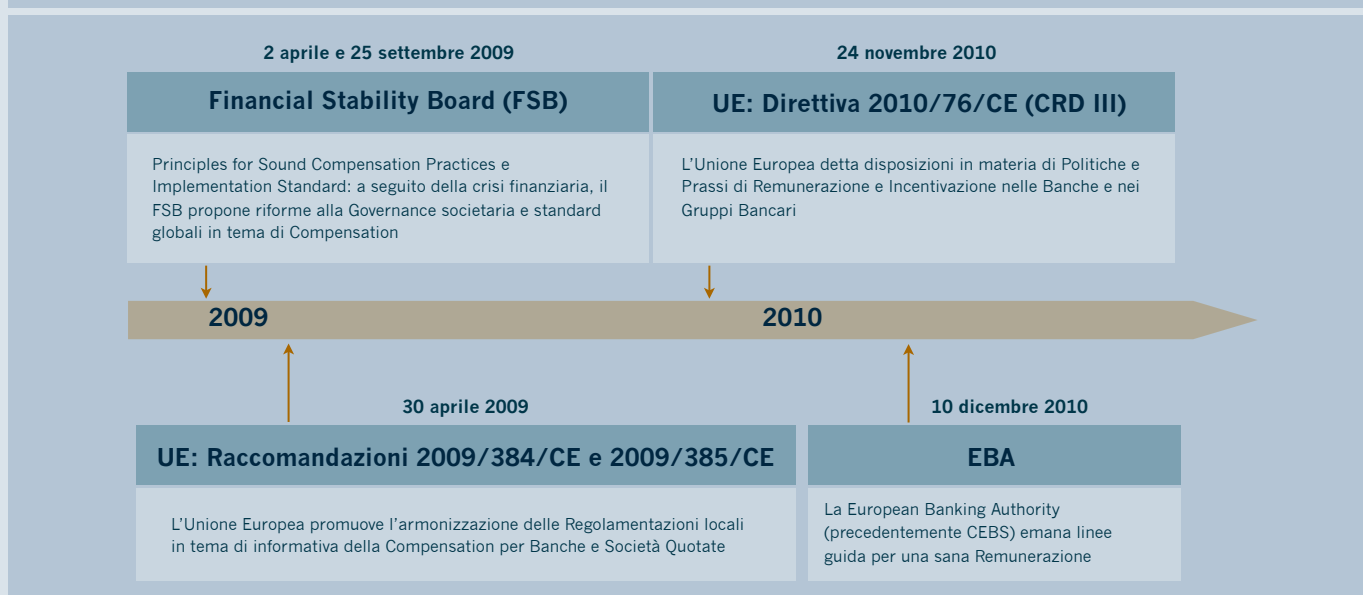 2 aprile e 25 settembre 2009
Financial Stability Board (FSB)
Principles for Sound Compensation Practices e
Implementation Standard: a seguito della crisi finanziaria, il
FSB propone riforme alla Governance societaria e standard
globali in tema di Compensation
24 novembre 2010
UE: Direttiva 2010/76/CE (CRD III)
L'Unione Europea detta disposizioni in materia di Politiche e
Prassi di Remunerazione e Incentivazione nelle Banche e nei
Gruppi Bancari
2009
2010
30 aprile 2009
UE: Raccomandazioni 2009/384/CE e 2009/385/CE
L'Unione Europea promuove l'armonizzazione delle Regolamentazioni locali
in tema di informativa della Compensation per Banche e Società Quotate
10 dicembre 2010
EBA
La European Banking Authority
(precedentemente CEBS) emana linee
guida per una sana Remunerazione